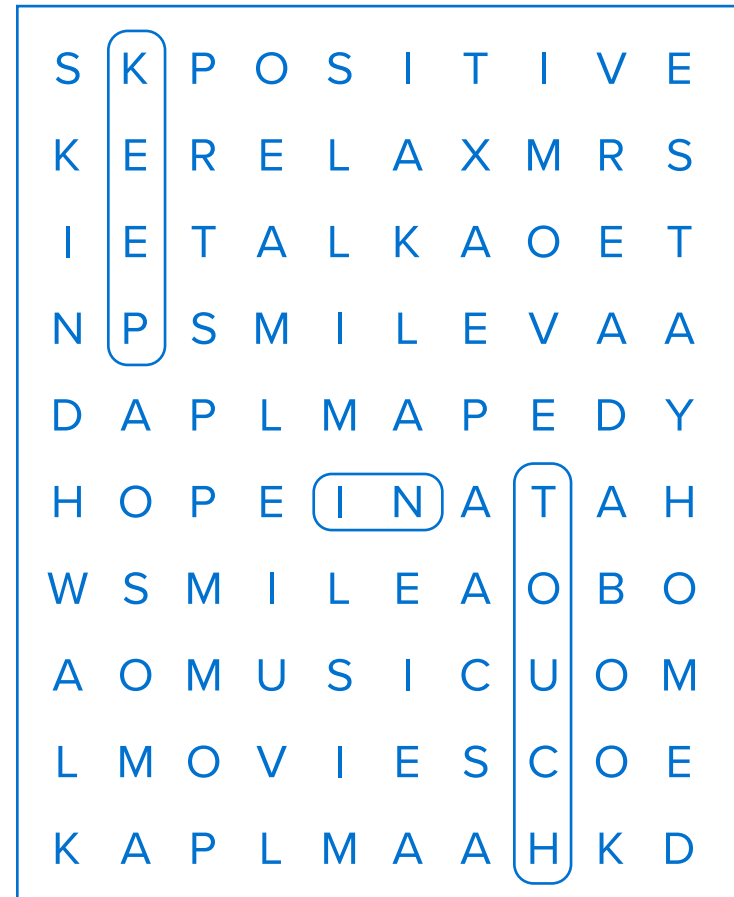 S K P O S I T I V E
K E R E L A X M R S
I E T A L K A O E T
N P S M I L E V A A
D A P L M A P E D Y
H O P E I N A T A H
W S M I L E A O B O
A O M U S I C U O M
L M O V I E S C O E
K A P L M A A H K D